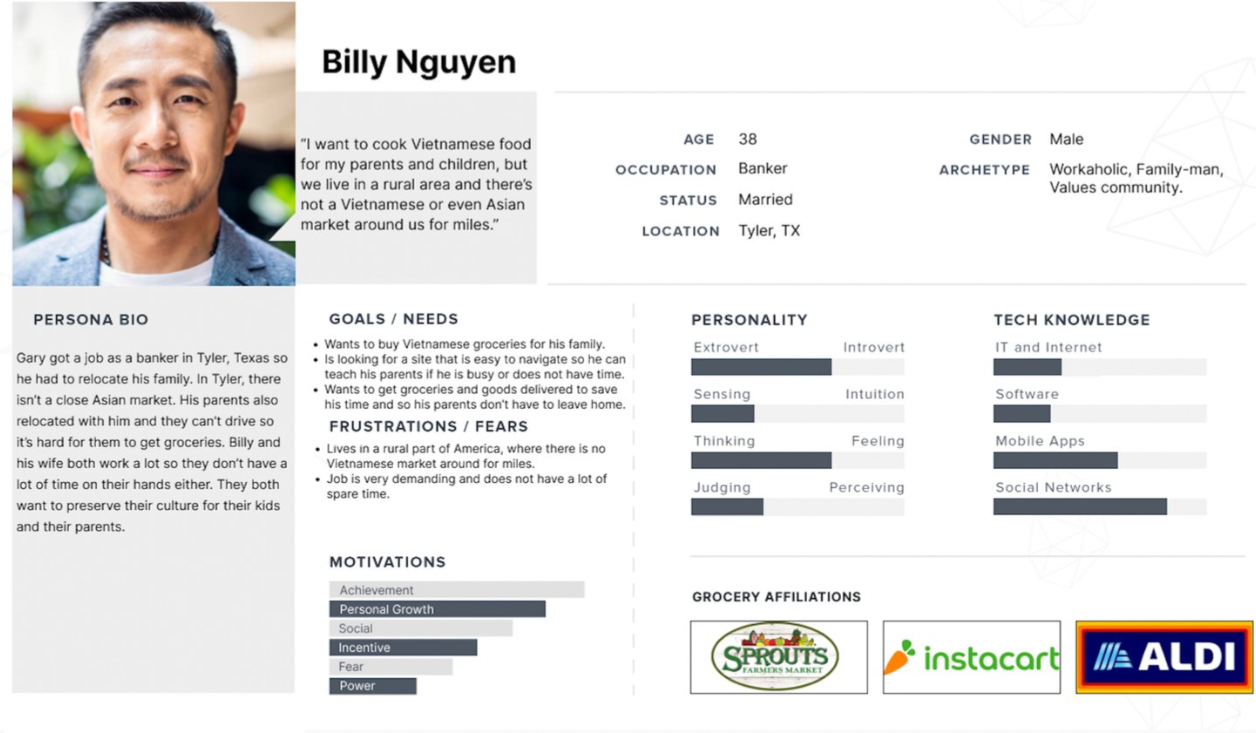 Billy Nguyen
"I want to cook Vietnamese food
for my parents and children, but
we live in a rural area and there's
not a Vietnamese or even Asian
market around us for miles."
AGE 38
OCCUPATION Banker
STATUS Married
LOCATION Tyler, TX
GENDER Male
ARCHETYPE Workaholic, Family-man,
Values community.
PERSONA BIO
Gary got a job as a banker in Tyler, Texas so
he had to relocate his family. In Tyler, there
isn't a close Asian market. His parents also
relocated with him and they can't drive so
it's hard for them to get groceries. Billy and
his wife both work a lot so they don't have a
lot of time on their hands either. They both
want to preserve their culture for their kids
and their parents.
GOALS / NEEDS
• Wants to buy Vietnamese groceries for his family.
• Is looking for a site that is easy to navigate so he can
teach his parents if he is busy or does not have time.
• Wants to get groceries and goods delivered to save
his time and so his parents don't have to leave home.
FRUSTRATIONS / FEARS
• Lives in a rural part of America, where there is no
Vietnamese market around for miles.
• Job is very demanding and does not have a lot of
spare time.
MOTIVATIONS
Achievement
Personal Growth
Social
Incentive
Fear
Power
PERSONALITY
Extrovert Introvert
Sensing Intuition
Thinking Feeling
Judging Perceiving
TECH KNOWLEDGE
IT and Internet
Software
Mobile Apps
Social Networks
GROCERY AFFILIATIONS
SPROUTS
FARMERS MARKET
instacart
ALDI